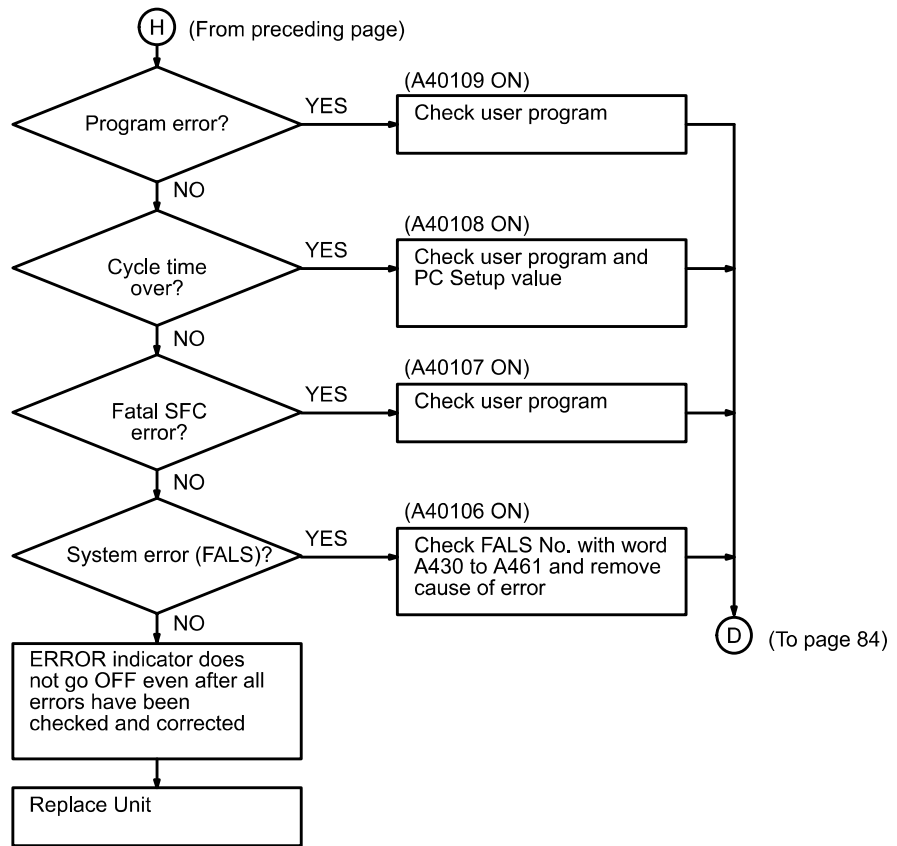 H (From preceding page)
(A40109 ON)
Program error?
YES
Check user program
NO
(A40108 ON)
Cycle time
over?
YES
Check user program and
PC Setup value
NO
(A40107 ON)
Fatal SFC
error?
YES
Check user program
NO
(A40106 ON)
System error (FALS)?
YES
Check FALS No. with word
A430 to A461 and remove
cause of error
NO
D (To page 84)
ERROR indicator does
not go OFF even after all
errors have been
checked and corrected
Replace Unit